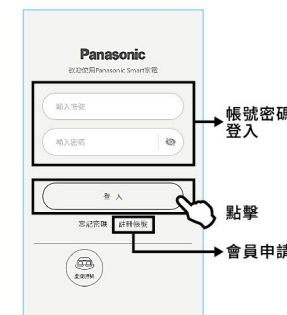 Panasonic
歡迎使用Panasonic Smart家電
輸入帳號
輸入密碼
帳號密碼
登入
登 入
點擊
忘記密碼 註冊帳號
會員申請